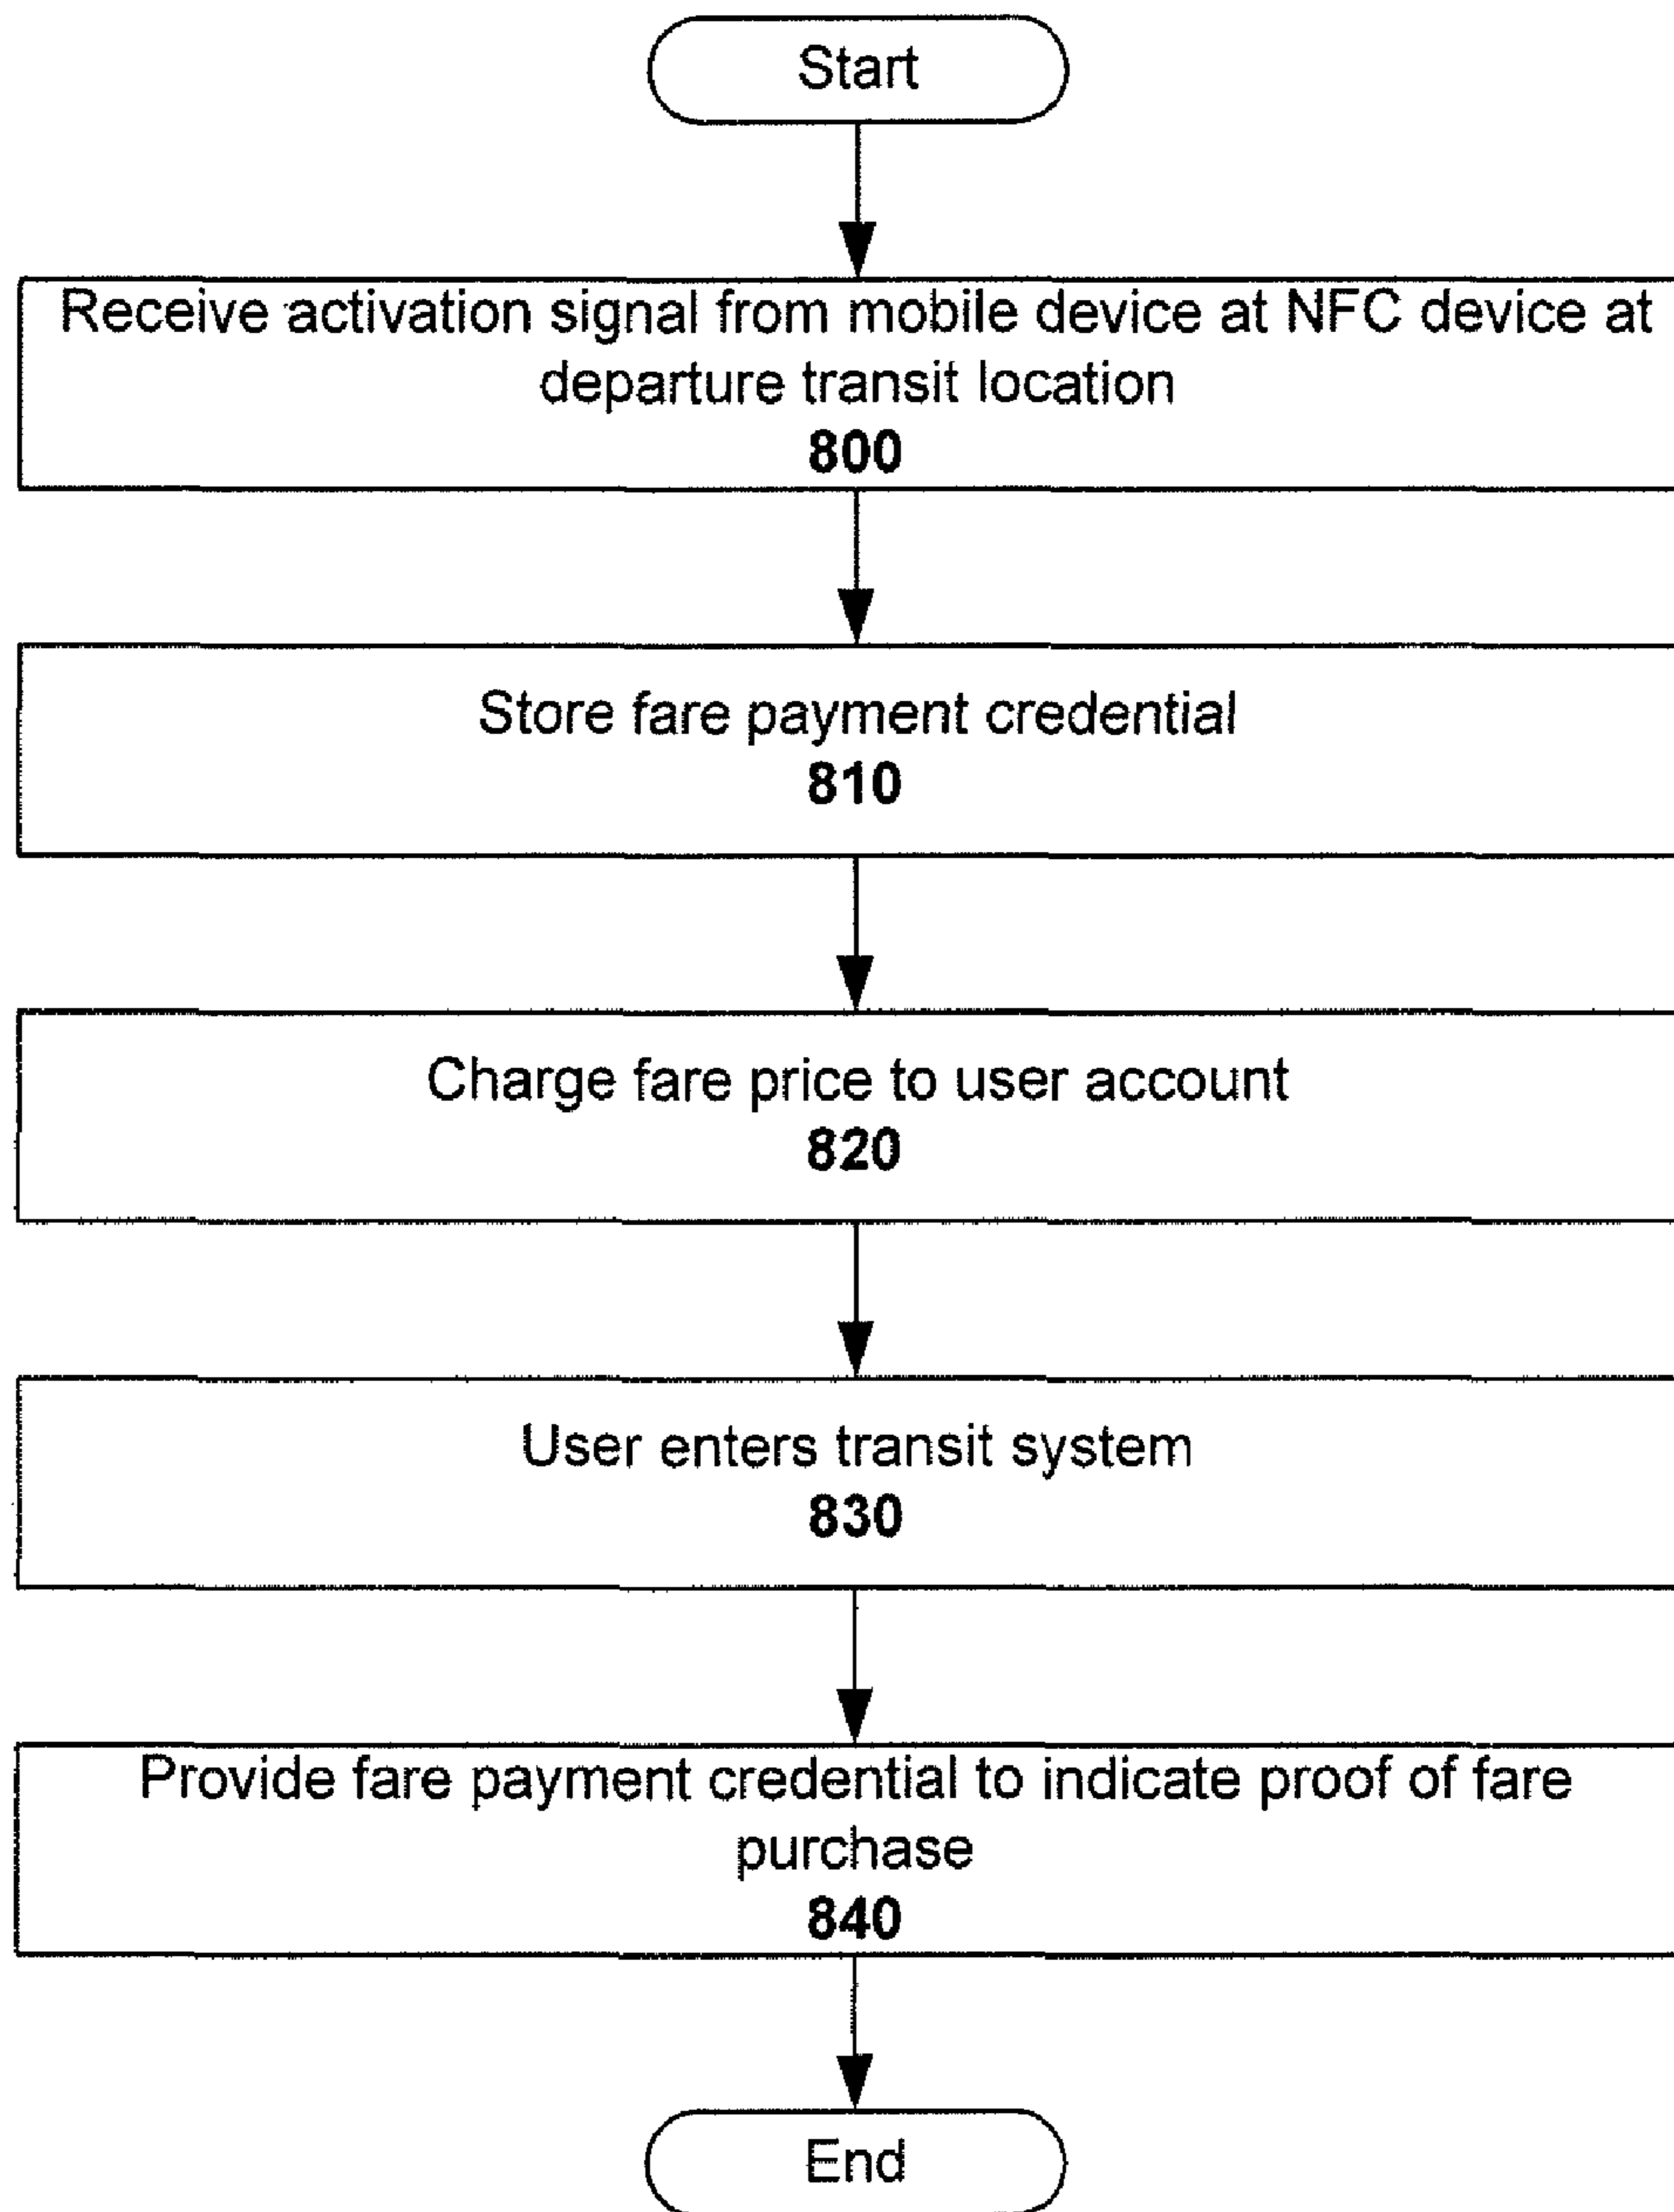 Start
Receive activation signal from mobile device at NFC device at
departure transit location
800
Store fare payment credential
810
Charge fare price to user account
820
User enters transit system
830
Provide fare payment credential to indicate proof of fare
purchase
840
End